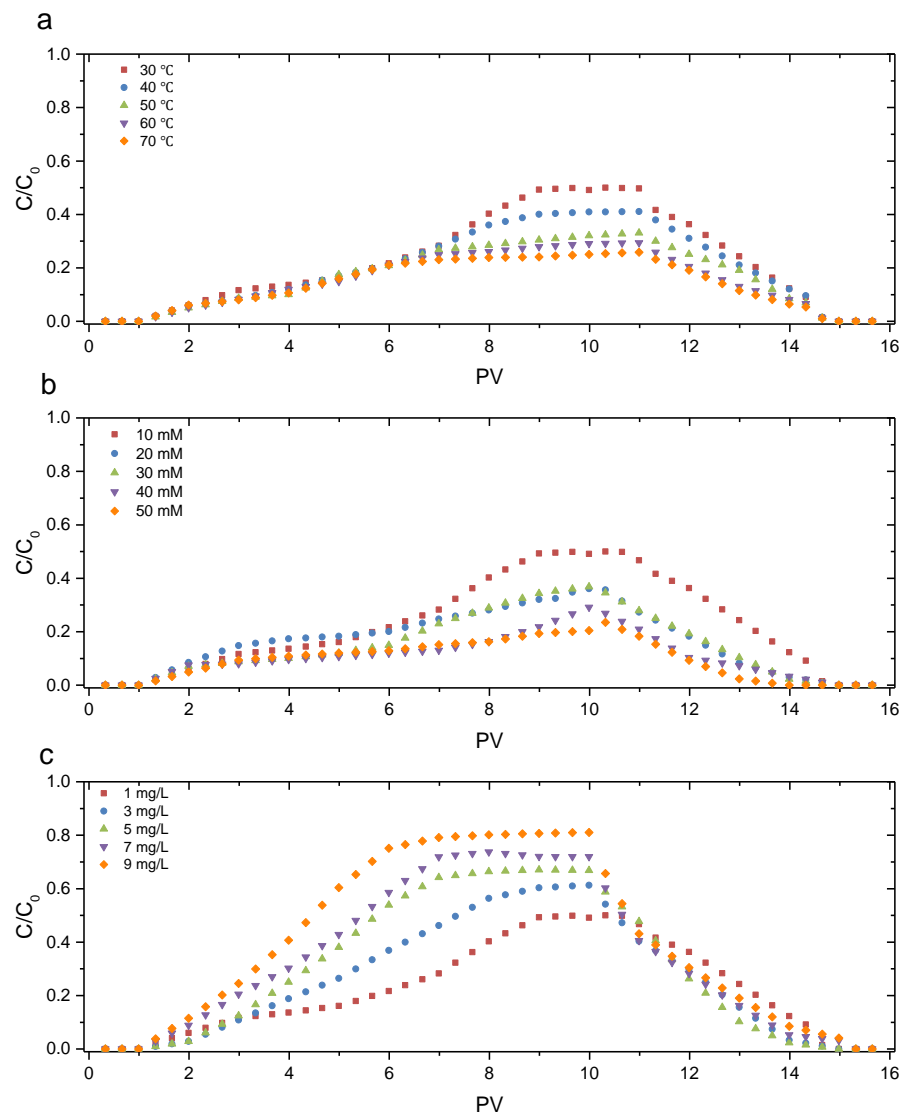 a
1.0
0.8
0.6
0.4
0.2
0.0
C/C0
30 ℃
40 ℃
50 ℃
60 ℃
70 ℃
0 2 4 6 8 10 12 14 16
PV
b
1.0
0.8
0.6
0.4
0.2
0.0
C/C0
10 mM
20 mM
30 mM
40 mM
50 mM
0 2 4 6 8 10 12 14 16
PV
c
1.0
0.8
0.6
0.4
0.2
0.0
C/C0
1 mg/L
3 mg/L
5 mg/L
7 mg/L
9 mg/L
0 2 4 6 8 10 12 14 16
PV